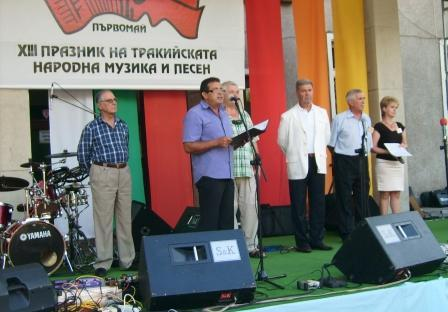 ПЪРВОМАЙ
XIII ПРАЗНИК НА ТРАКИЙСКАТА
НАРОДНА МУЗИКА И ПЕСЕН
YAMAHA
S&K